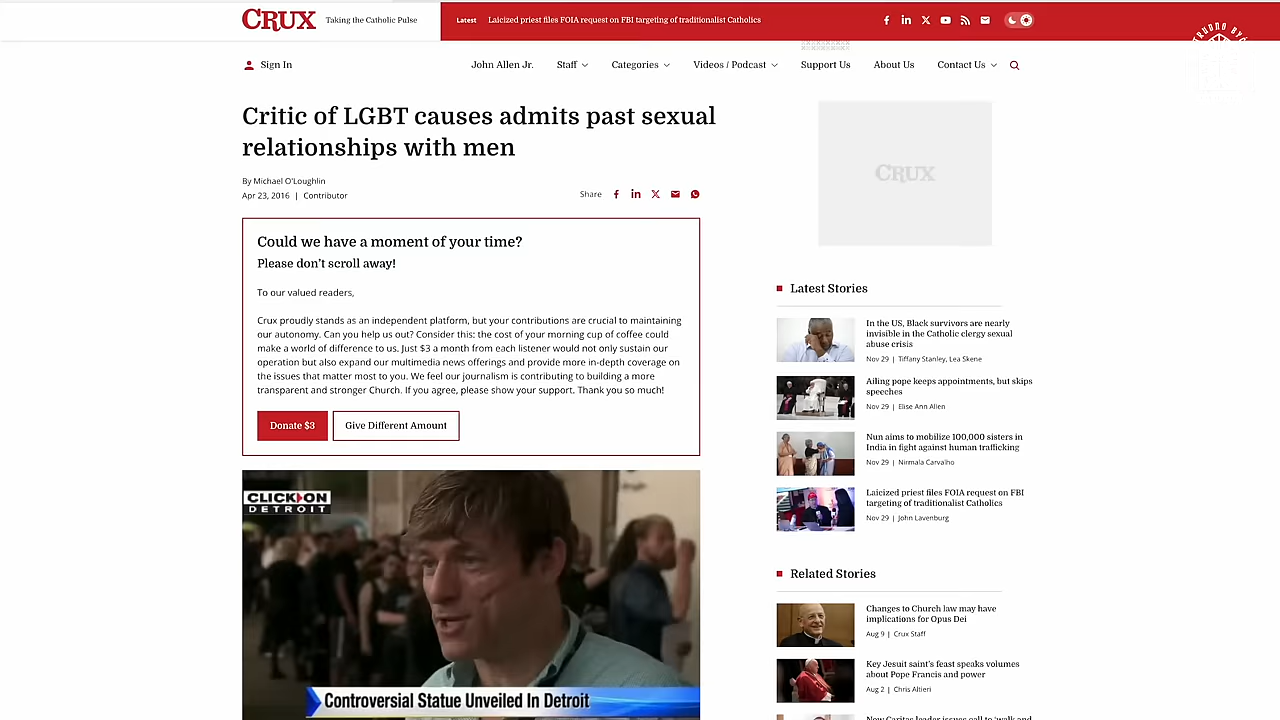 CRUX
Taking the Catholic Pulse
Latest
Laicized priest files FOIA request on FBI targeting of traditionalist Catholics
Sign In
John Allen Jr.
Staff
Categories
Videos / Podcast
Support Us
About Us
Contact Us
Critic of LGBT causes admits past sexual
relationships with men
By Michael O'Loughlin
Apr 23, 2016 | Contributor
Share
Could we have a moment of your time?
Please don't scroll away!
To our valued readers,
Crux proudly stands as an independent platform, but your contributions are crucial to maintaining
our autonomy. Can you help us out? Consider this: the cost of your morning cup of coffee could
make a world of difference to us. Just $3 a month from each listener would not only sustain our
operation but also expand our multimedia news offerings and provide more in-depth coverage on
the issues that matter most to you. We feel our journalism is contributing to building a more
transparent and stronger Church. If you agree, please show your support. Thank you so much!
Donate $3
Give Different Amount
CLICK ON
DETROIT
Controversial Statue Unveiled In Detroit
CRUX
Latest Stories
In the US, Black survivors are nearly
invisible in the Catholic clergy sexual
abuse crisis
Nov 29 | Tiffany Stanley, Lea Skene
Ailing pope keeps appointments, but skips
speeches
Nov 29 | Elise Ann Allen
Nun aims to mobilize 100,000 sisters in
India in fight against human trafficking
Nov 29 | Nirmala Carvalho
Laicized priest files FOIA request on FBI
targeting of traditionalist Catholics
Nov 29 | John Lavenburg
Related Stories
Changes to Church law may have
implications for Opus Dei
Aug 9 | Crux Staff
Key Jesuit saint's feast speaks volumes
about Pope Francis and power
Aug 2 | Chris Altieri
New Caritas leader issues call to 'walk and